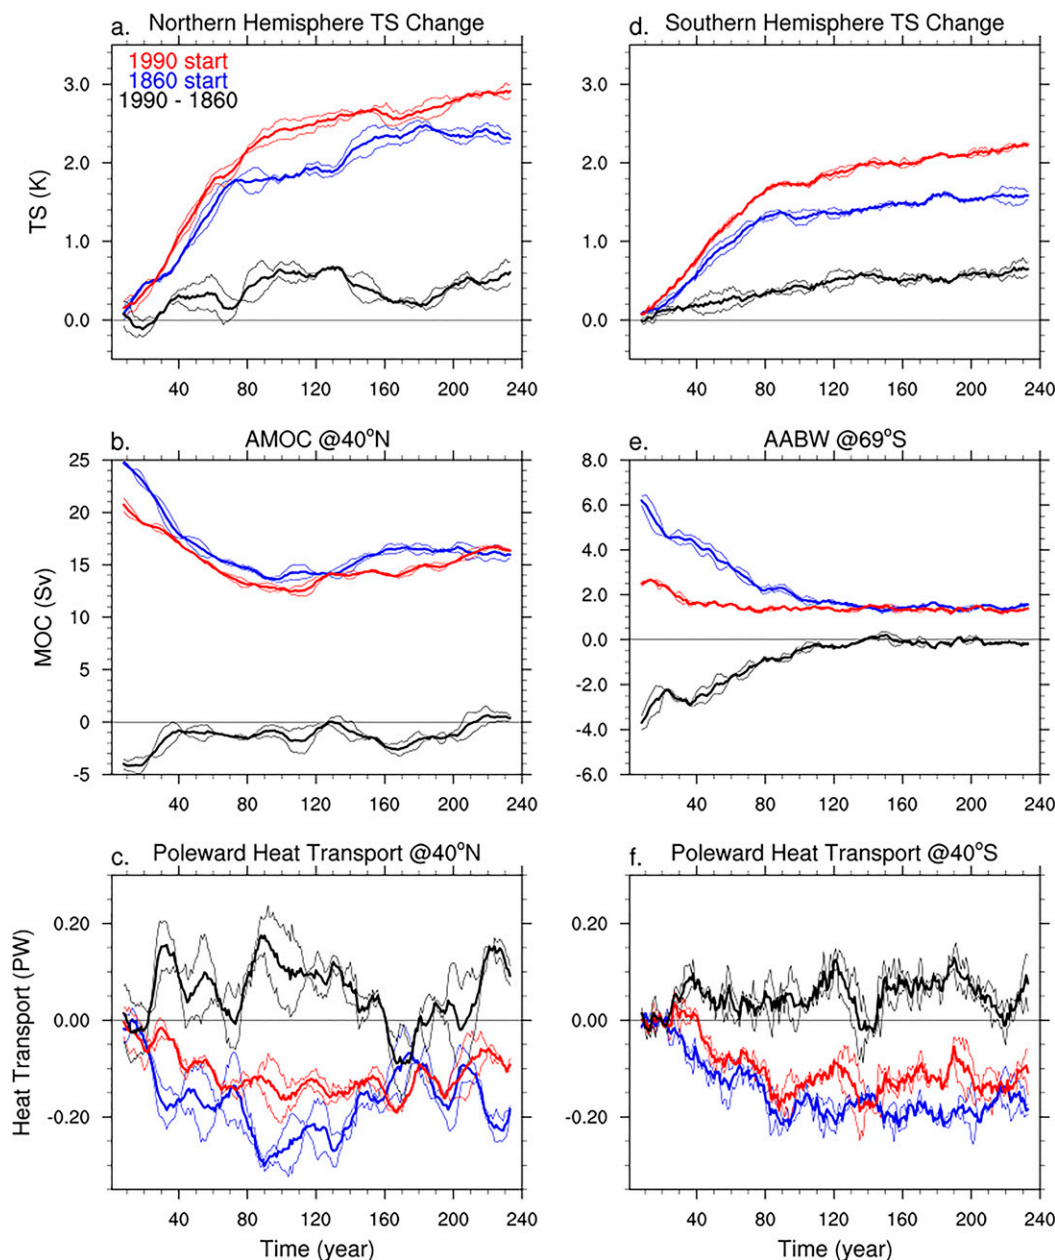 a. Northern Hemisphere TS Change
1990 start
1860 start
1990 - 1860
TS (K)
3.0
2.0
1.0
0.0
40 80 120 160 200 240
d. Southern Hemisphere TS Change
3.0
2.0
1.0
0.0
40 80 120 160 200 240
b. AMOC @40°N
MOC (Sv)
25
20
15
10
5
0
-5
40 80 120 160 200 240
e. AABW @69°S
8.0
6.0
4.0
2.0
0.0
-2.0
-4.0
-6.0
40 80 120 160 200 240
c. Poleward Heat Transport @40°N
Heat Transport (PW)
0.20
0.00
-0.20
40 80 120 160 200 240
Time (year)
f. Poleward Heat Transport @40°S
0.20
0.00
-0.20
40 80 120 160 200 240
Time (year)